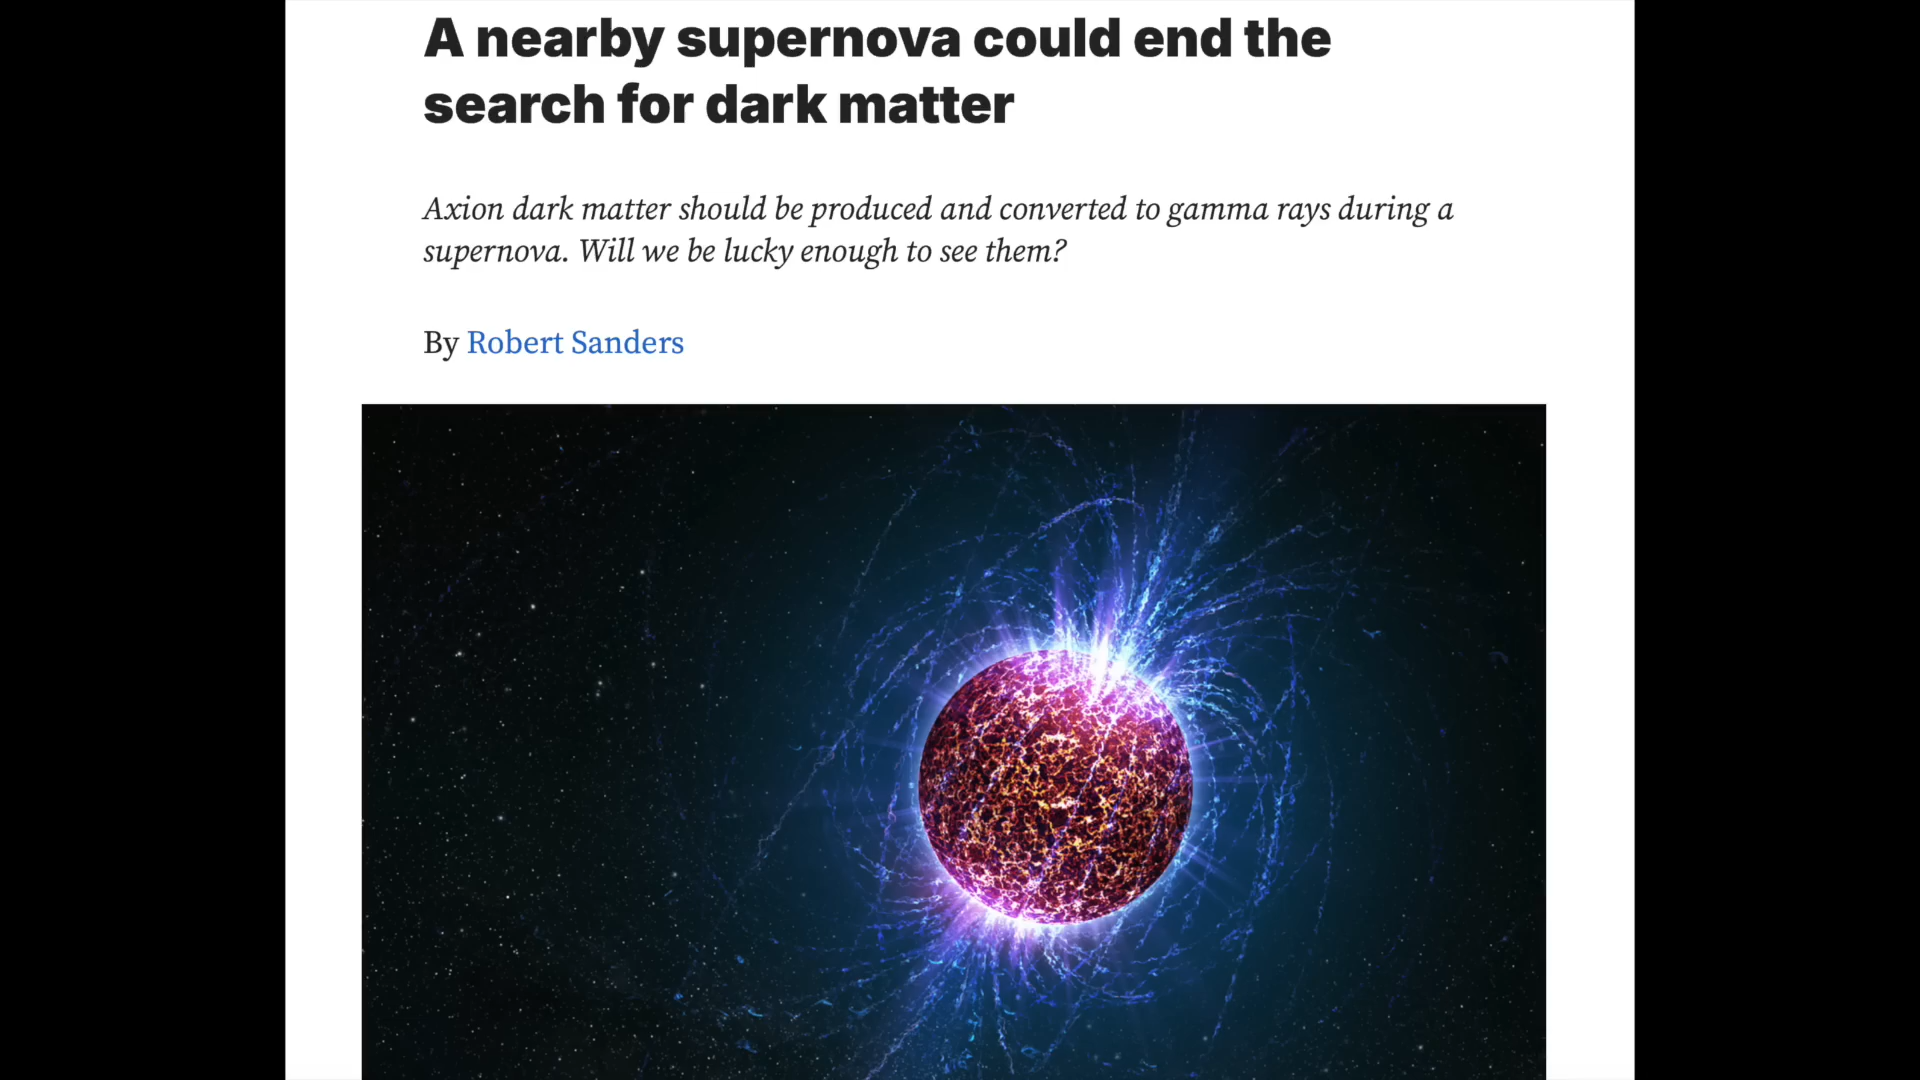 A nearby supernova could end the
search for dark matter
Axion dark matter should be produced and converted to gamma rays during a
supernova. Will we be lucky enough to see them?
By Robert Sanders